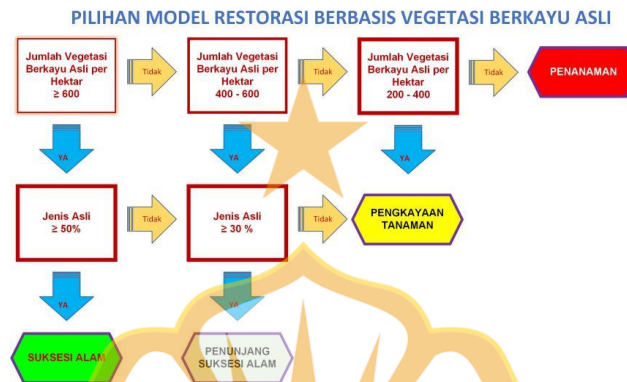 PILIHAN MODEL RESTORASI BERBASIS VEGETASI BERKAYU ASLI
Jumlah Vegetasi
Berkayu Asli per
Hektar
≥ 600
Tidak
Jumlah Vegetasi
Berkayu Asli per
Hektar
400 - 600
Tidak
Jumlah Vegetasi
Berkayu Asli per
Hektar
200 - 400
Tidak
PENANAMAN
YA
YA
YA
Jenis Asli
≥ 50%
Tidak
Jenis Asli
≥ 30 %
Tidak
PENGKAYAAN
TANAMAN
YA
YA
SUKSESI ALAM
PENUNJANG
SUKSESI ALAM